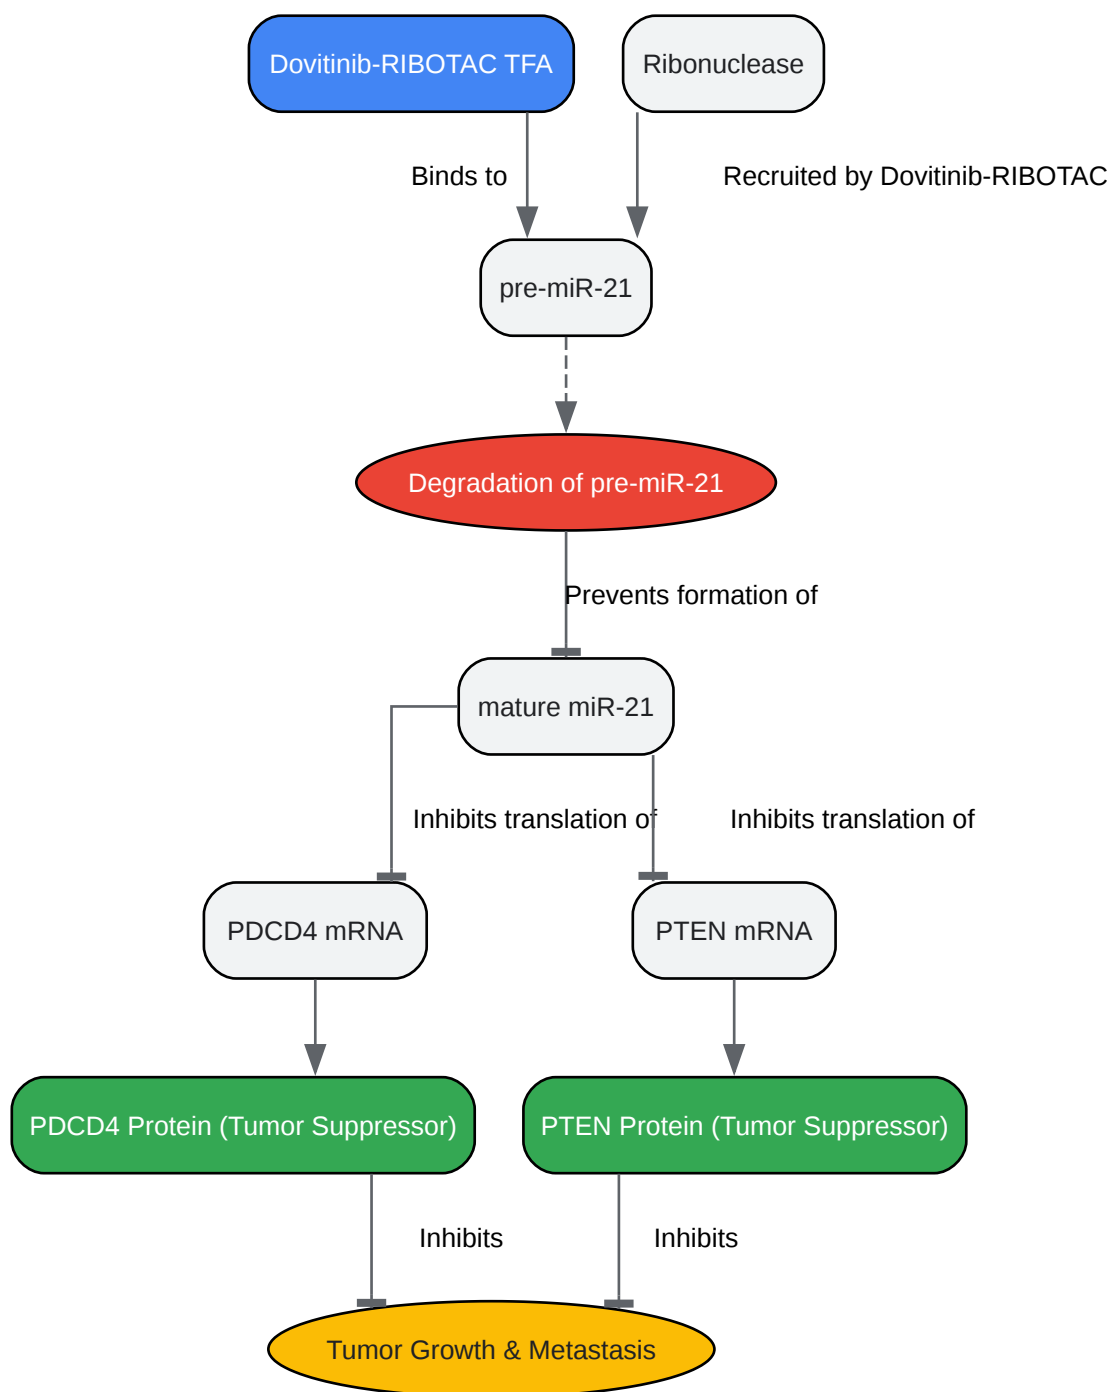 Dovitinib-RIBOTAC TFA
Ribonuclease
Binds to
Recruited by Dovitinib-RIBOTAC
pre-miR-21
Degradation of pre-miR-21
Prevents formation of
mature miR-21
Inhibits translation of
Inhibits translation of
PDCD4 mRNA
PTEN mRNA
PDCD4 Protein (Tumor Suppressor)
PTEN Protein (Tumor Suppressor)
Inhibits
Inhibits
Tumor Growth & Metastasis